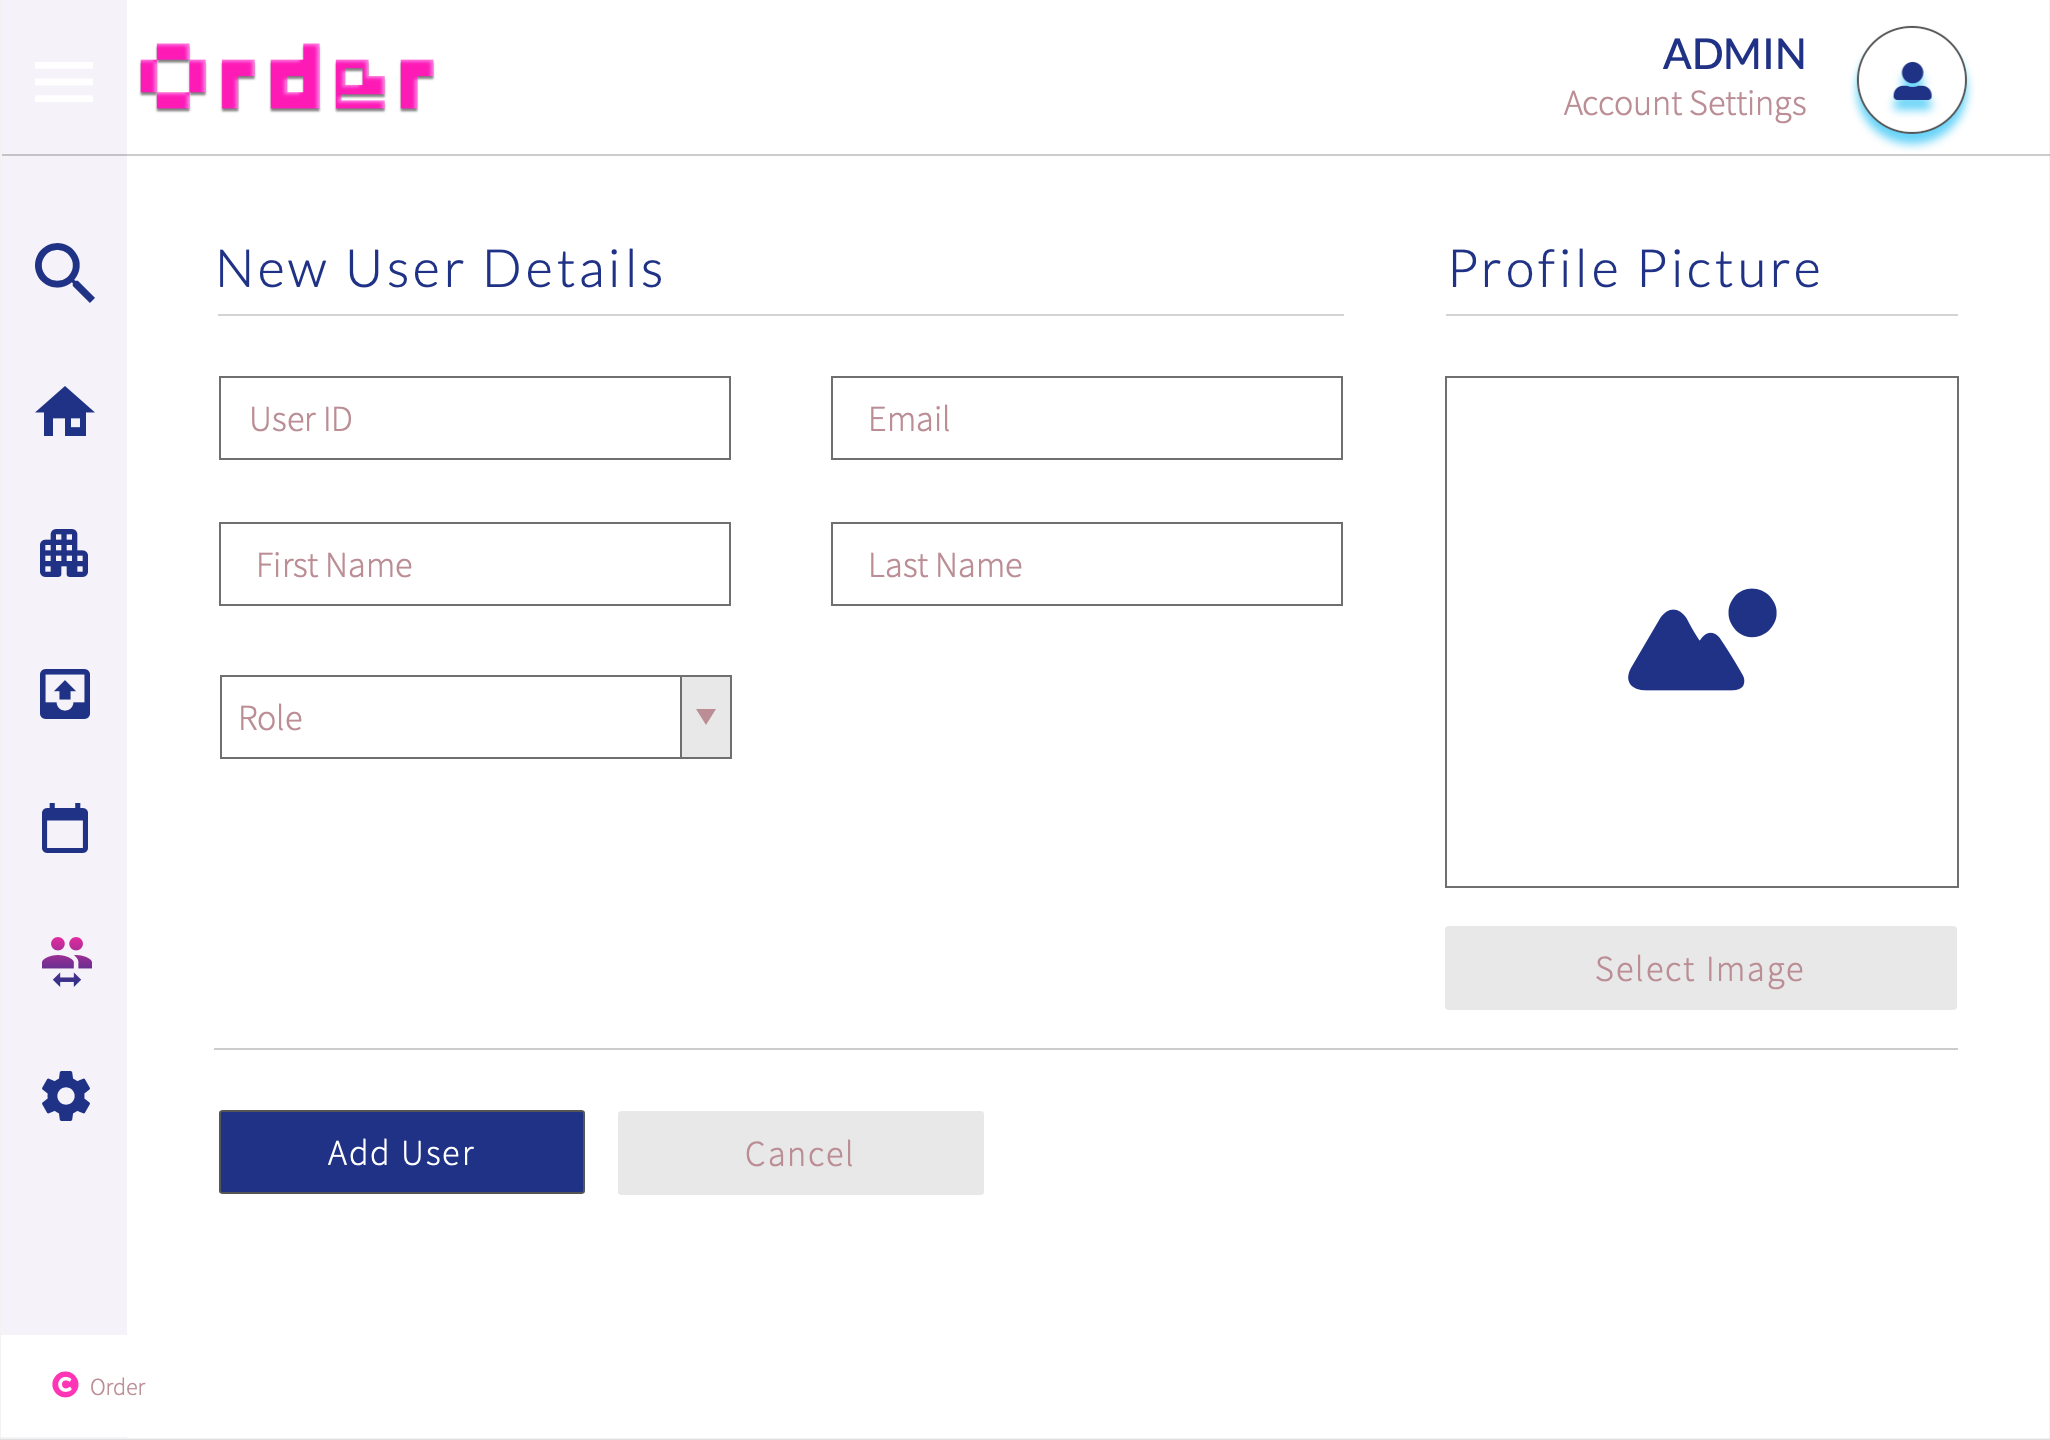 Order
ADMIN
Account Settings
New User Details
Profile Picture
User ID
Email
First Name
Last Name
Role
Select Image
Add User
Cancel
© Order